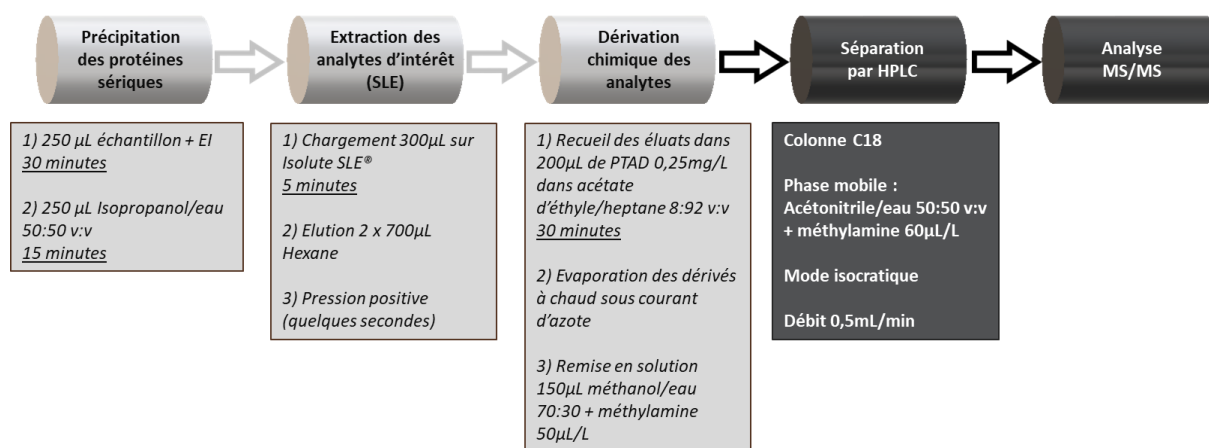 Précipitation
des protéines
sériques
Extraction des
analytes d'intérêt
(SLE)
Dérivation
chimique des
analytes
Séparation
par HPLC
Analyse
MS/MS
1) 250 µL échantillon + EI
30 minutes
2) 250 µL Isopropanol/eau
50:50 v:v
15 minutes
1) Chargement 300µL sur
Isolute SLE®
5 minutes
2) Elution 2 x 700µL
Hexane
3) Pression positive
(quelques secondes)
1) Recueil des éluats dans
200µL de PTAD 0,25mg/L
dans acétate
d'éthyle/heptane 8:92 v:v
30 minutes
2) Evaporation des dérivés
à chaud sous courant
d'azote
3) Remise en solution
150µL méthanol/eau
70:30 + méthylamine
50µL/L
Colonne C18
Phase mobile :
Acétonitrile/eau 50:50 v:v
+ méthylamine 60µL/L
Mode isocratique
Débit 0,5mL/min